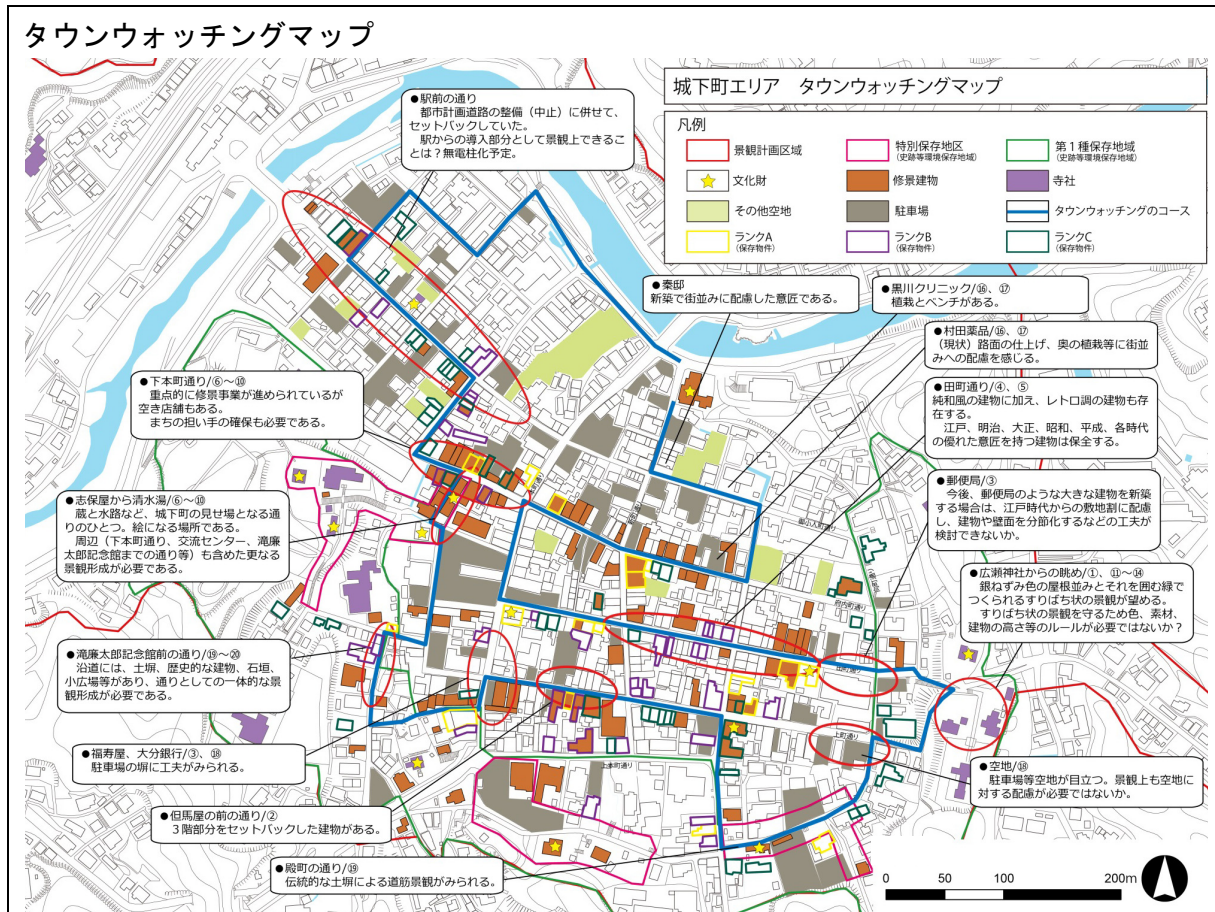 タウンウォッチングマップ
城下町エリア　タウンウォッチングマップ
凡例
景観計画区域
特別保存地区
(史跡等環境保存地域)
第1種保存地域
(史跡等環境保存地域)
文化財
修景建物
寺社
その他空地
駐車場
タウンウォッチングのコース
ランクA
(保存物件)
ランクB
(保存物件)
ランクC
(保存物件)
●駅前の通り
都市計画道路の整備（中止）に併せて、
セットバックしていた。
駅からの導入部分として景観上できるこ
とは？無電柱化予定。
●秦邸
新築で街並みに配慮した意匠である。
●黒川クリニック/⑯、⑰
植栽とベンチがある。
●村田薬品/⑯、⑰
（現状）路面の仕上げ、奥の植栽等に街並
みへの配慮を感じる。
●田町通り/④、⑤
純和風の建物に加え、レトロ調の建物も存
在する。
江戸、明治、大正、昭和、平成、各時代
の優れた意匠を持つ建物は保全する。
●郵便局/③
今後、郵便局のような大きな建物を新築
する場合は、江戸時代からの敷地割に配慮
し、建物や壁面を分節化するなどの工夫が
検討できないか。
●広瀬神社からの眺め/①、⑪～⑭
銀ねずみ色の屋根並みとそれを囲む緑で
つくられるすりばち状の景観が望める。
すりばち状の景観を守るため色、素材、
建物の高さ等のルールが必要ではないか？
●空地/⑱
駐車場等空地が目立つ。景観上も空地に
対する配慮が必要ではないか。
●下本町通り/⑥～⑩
重点的に修景事業が進められているが
空き店舗もある。
まちの担い手の確保も必要である。
●志保屋から清水湯/⑥～⑩
蔵と水路など、城下町の見せ場となる通
りのひとつ。絵になる場所である。
周辺（下本町通り、交流センター、滝廉
太郎記念館までの通り等）も含めた更なる
景観形成が必要である。
●滝廉太郎記念館前の通り/⑲～⑳
沿道には、土塀、歴史的な建物、石垣、
小広場等があり、通りとしての一体的な景
観形成が必要である。
●福寿屋、大分銀行/③、⑱
駐車場の塀に工夫がみられる。
●但馬屋の前の通り/②
３階部分をセットバックした建物がある。
●殿町の通り/⑲
伝統的な土塀による道筋景観がみられる。
御小人町通り
府内町通り
田町通り
上町通り
上本町通り
0 50 100 200m